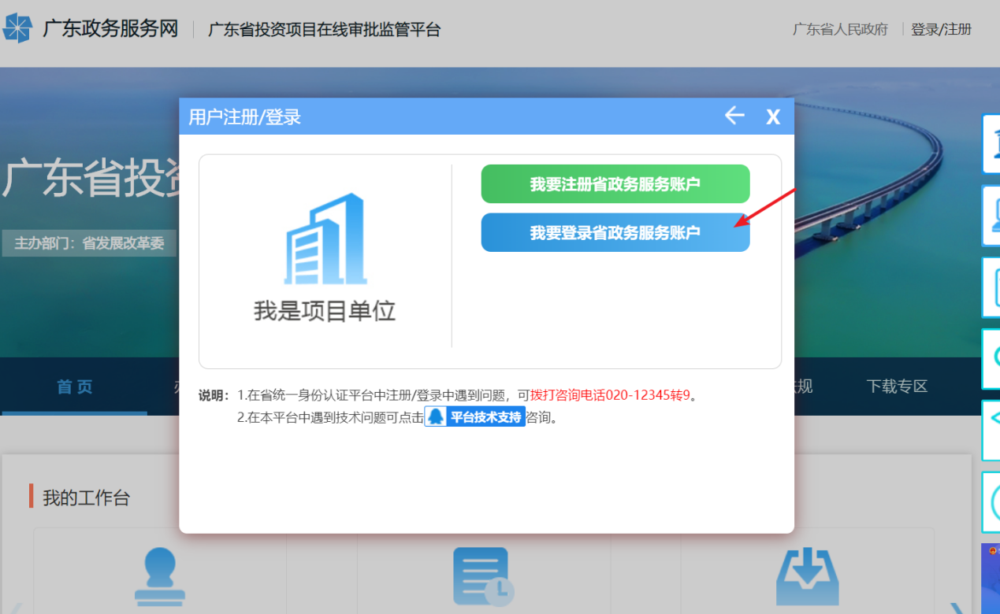 广东政务服务网 广东省投资项目在线审批监管平台 广东省人民政府 登录/注册
用户注册/登录 X
广东省投
我要注册省政务服务账户
我要登录省政务服务账户
主办部门：省发展改革委
我是项目单位
首页 规 下载专区
说明：1.在省统一身份认证平台中注册/登录中遇到问题，可拨打咨询电话020-12345转9。
2.在本平台中遇到技术问题可点击 平台技术支持 咨询。
我的工作台